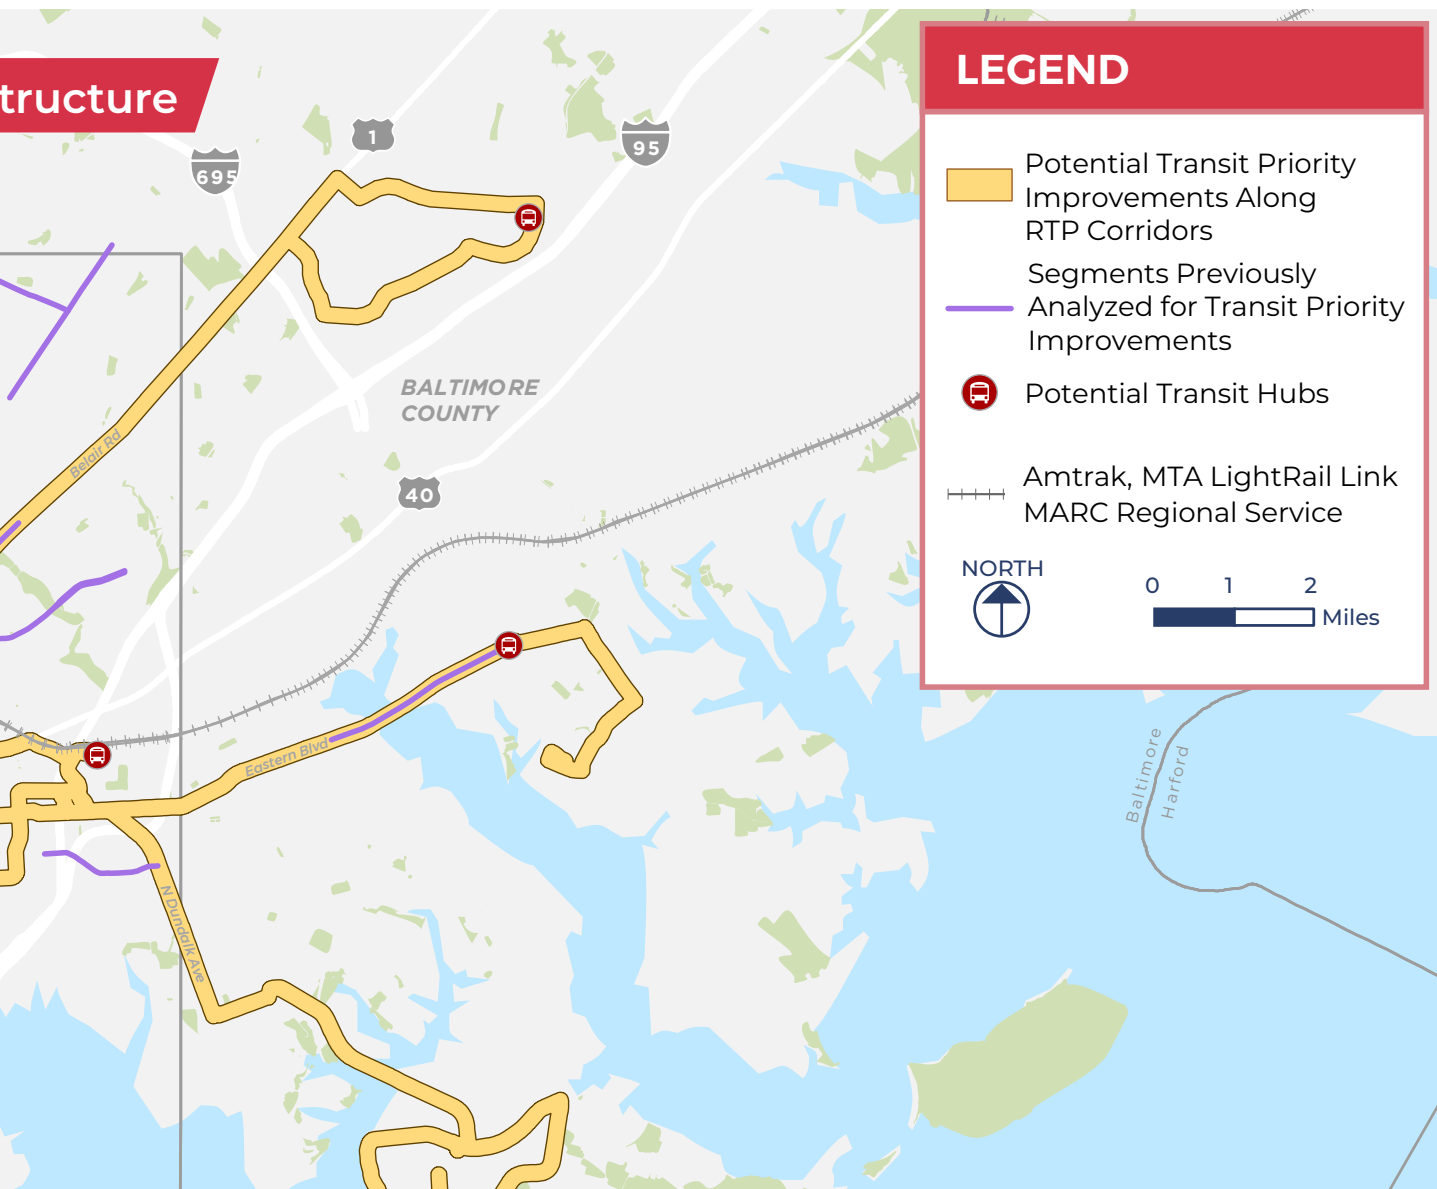 tructure
LEGEND
Potential Transit Priority
Improvements Along
RTP Corridors
Segments Previously
Analyzed for Transit Priority
Improvements
Potential Transit Hubs
Amtrak, MTA LightRail Link
MARC Regional Service
NORTH
0 1 2
Miles
1
695
95
BALTIMORE
COUNTY
Belair Rd
40
Eastern Blvd
N Dundalk Ave
Baltimore
Harford